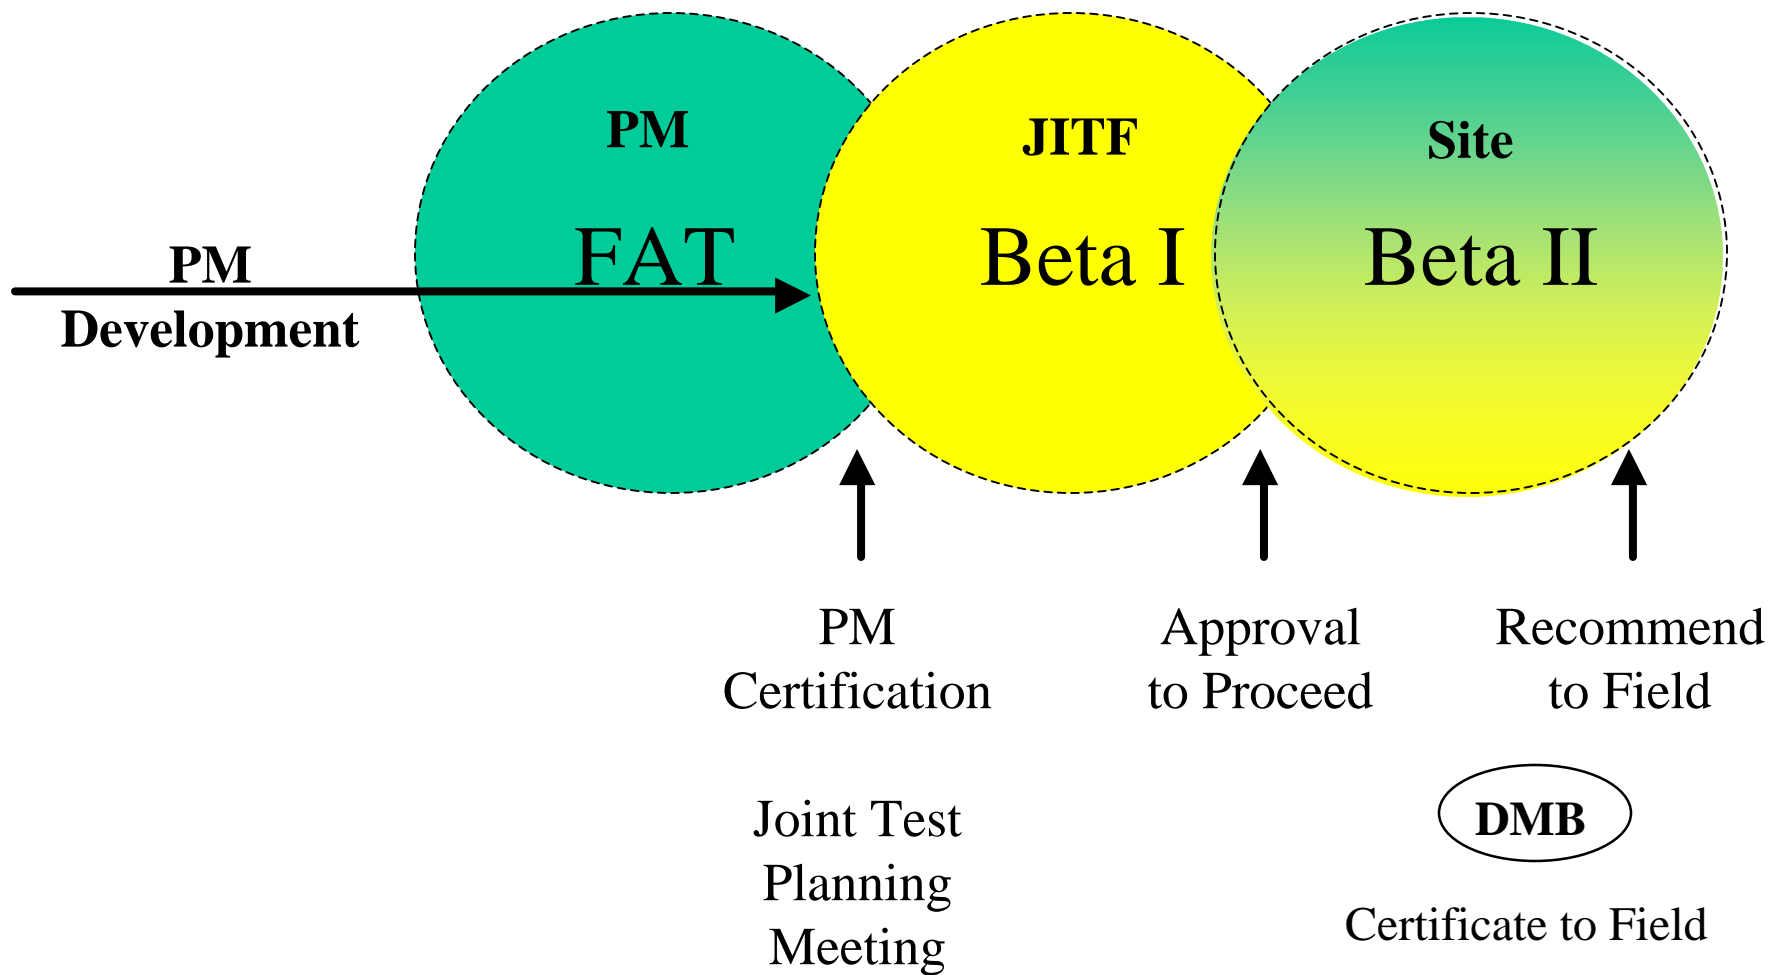 PM
Development
PM
FAT
JITF
Beta I
Site
Beta II
PM
Certification
Approval
to Proceed
Recommend
to Field
Joint Test
Planning
Meeting
DMB
Certificate to Field